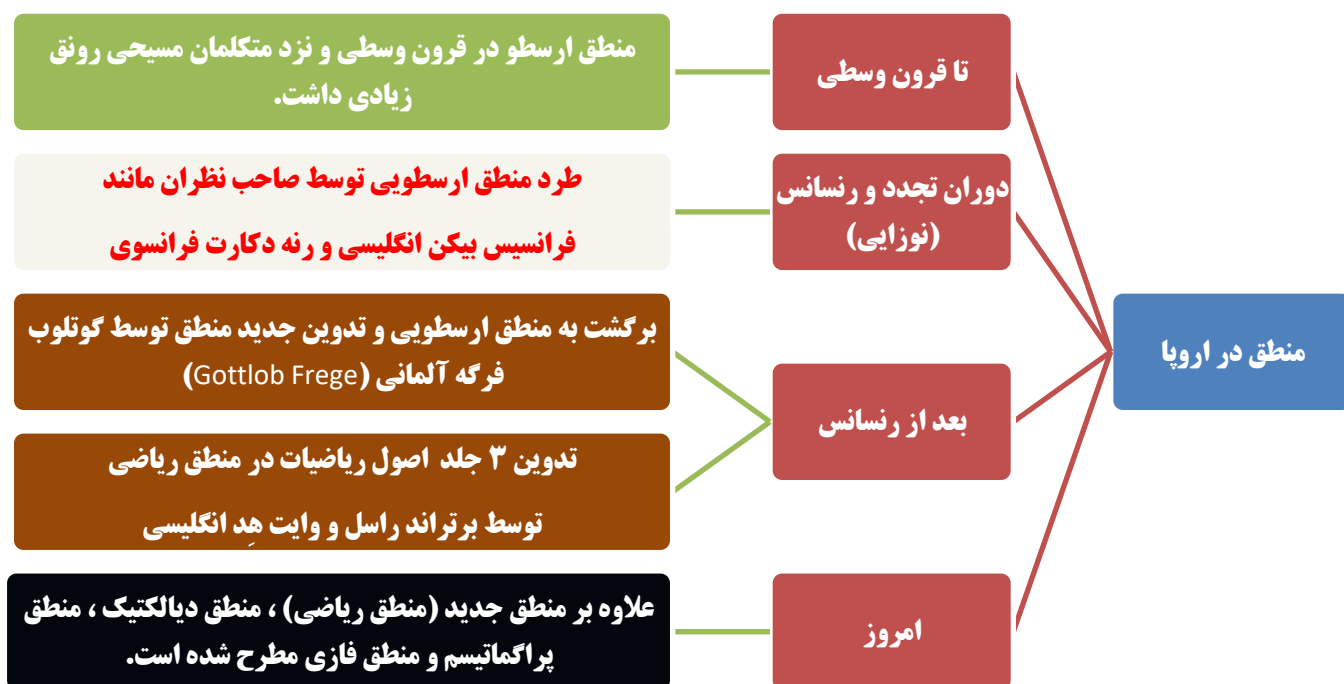 منطق در اروپا
تا قرون وسطی
منطق ارسطو در قرون وسطی و نزد متکلمان مسیحی رونق
زیادی داشت.
دوران تجدد و رنسانس
(نوزایی)
طرد منطق ارسطویی توسط صاحب نظران مانند
فرانسیس بیکن انگلیسی و رنه دکارت فرانسوی
بعد از رنسانس
برگشت به منطق ارسطویی و تدوین جدید منطق توسط گوتلوب
فرگه آلمانی (Gottlob Frege)
تدوین ۳ جلد اصول ریاضیات در منطق ریاضی
توسط برتراند راسل و وایت هِد انگلیسی
امروز
علاوه بر منطق جدید (منطق ریاضی) ، منطق دیالکتیک ، منطق
پراگماتیسم و منطق فازی مطرح شده است.